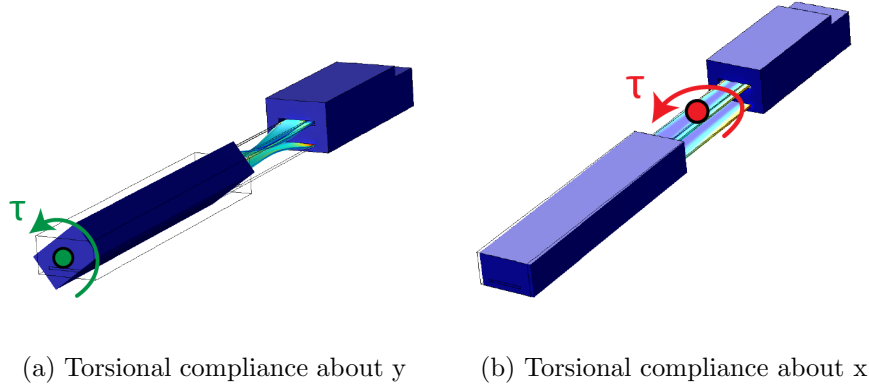 τ
τ
(a) Torsional compliance about y
(b) Torsional compliance about x